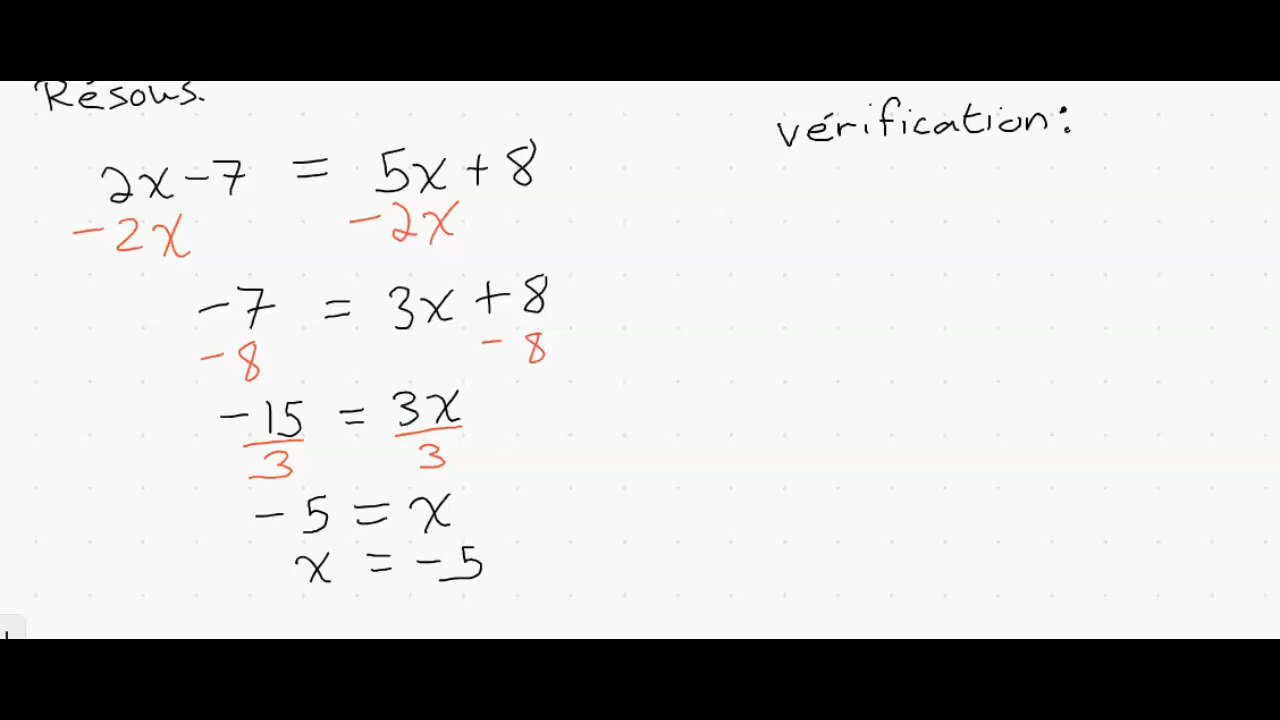 Résous.
vérification:
2x - 7 = 5x + 8
-2x -2x
-7 = 3x + 8
-8 -8
-15 = 3x
3 3
-5 = x
x = -5